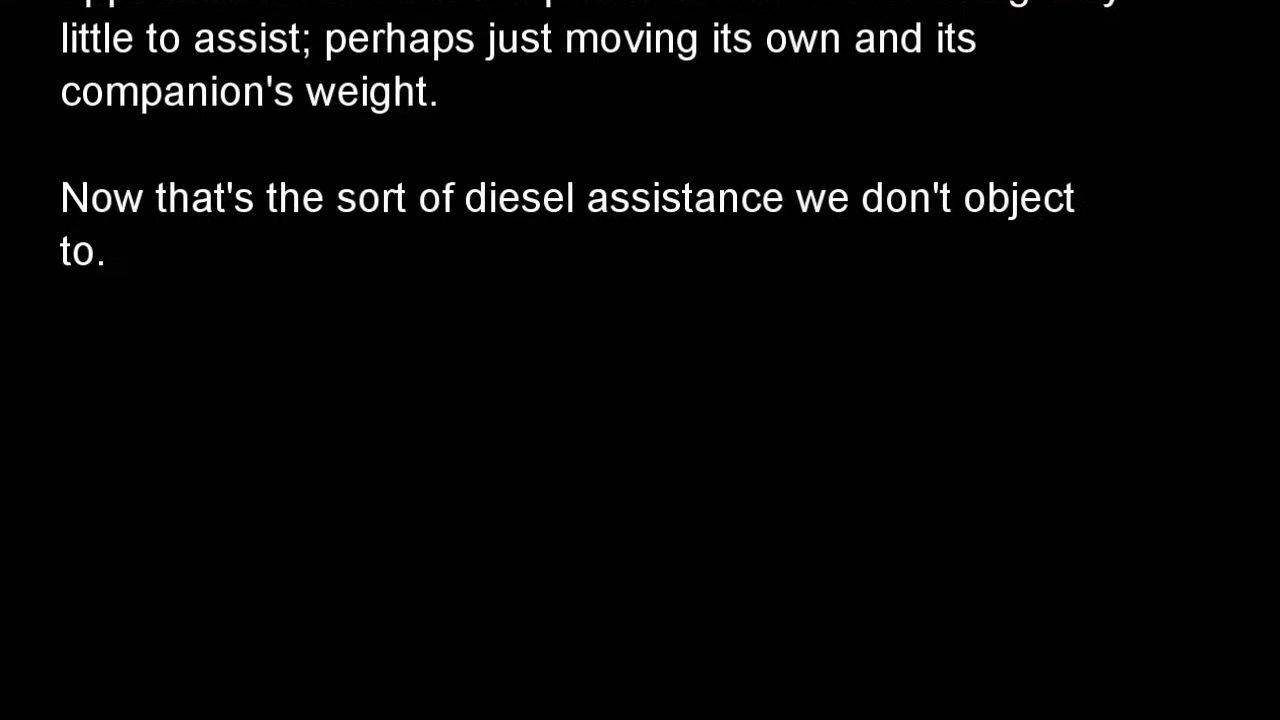 little to assist; perhaps just moving its own and its
companion's weight.
Now that's the sort of diesel assistance we don't object
to.